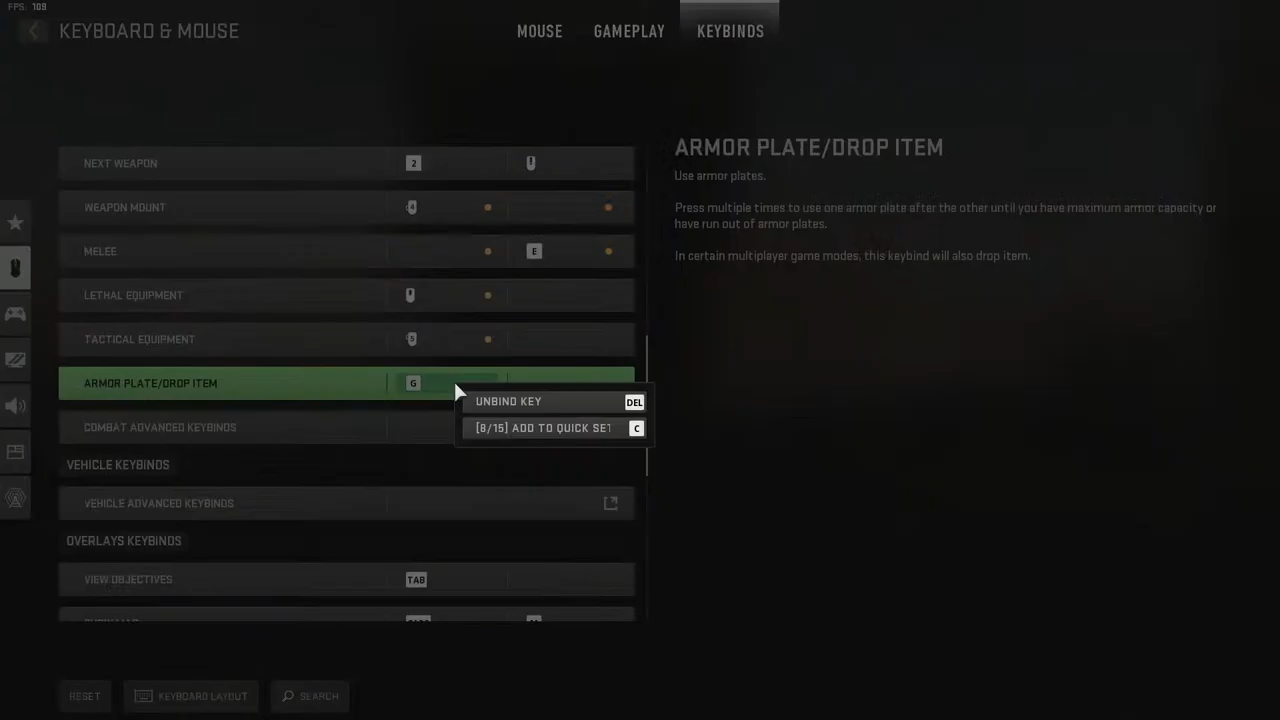 FPS: 109
KEYBOARD & MOUSE
MOUSE
GAMEPLAY
KEYBINDS
NEXT WEAPON 2
WEAPON MOUNT 4
MELEE E
LETHAL EQUIPMENT
TACTICAL EQUIPMENT 5
ARMOR PLATE/DROP ITEM G
UNBIND KEY DEL
[8/15] ADD TO QUICK SET C
COMBAT ADVANCED KEYBINDS
VEHICLE KEYBINDS
VEHICLE ADVANCED KEYBINDS
OVERLAYS KEYBINDS
VIEW OBJECTIVES TAB
RESET
KEYBOARD LAYOUT
SEARCH
ARMOR PLATE/DROP ITEM
Use armor plates.
Press multiple times to use one armor plate after the other until you have maximum armor capacity or
have run out of armor plates.
In certain multiplayer game modes, this keybind will also drop item.